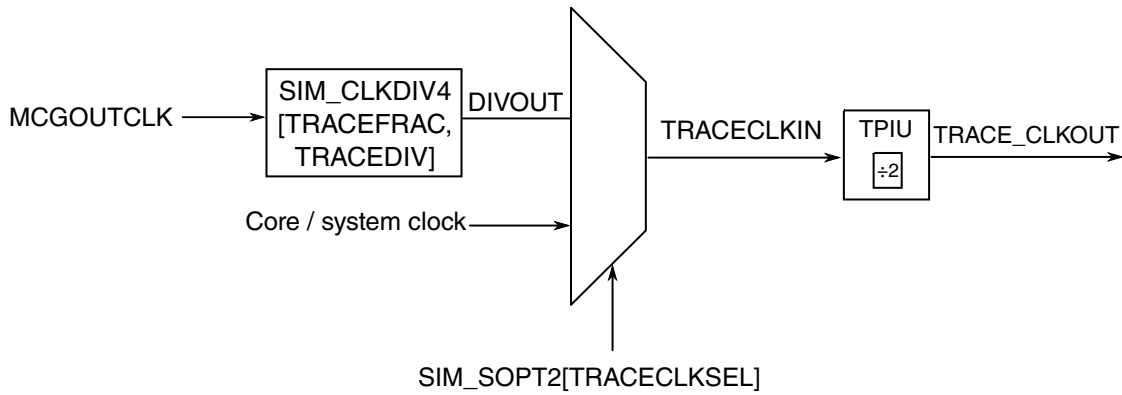 MCGOUTCLK
SIM_CLKDIV4
[TRACEFRAC,
TRACEDIV]
DIVOUT
Core / system clock
TRACECLKIN
TPIU
÷2
TRACE_CLKOUT
SIM_SOPT2[TRACECLKSEL]